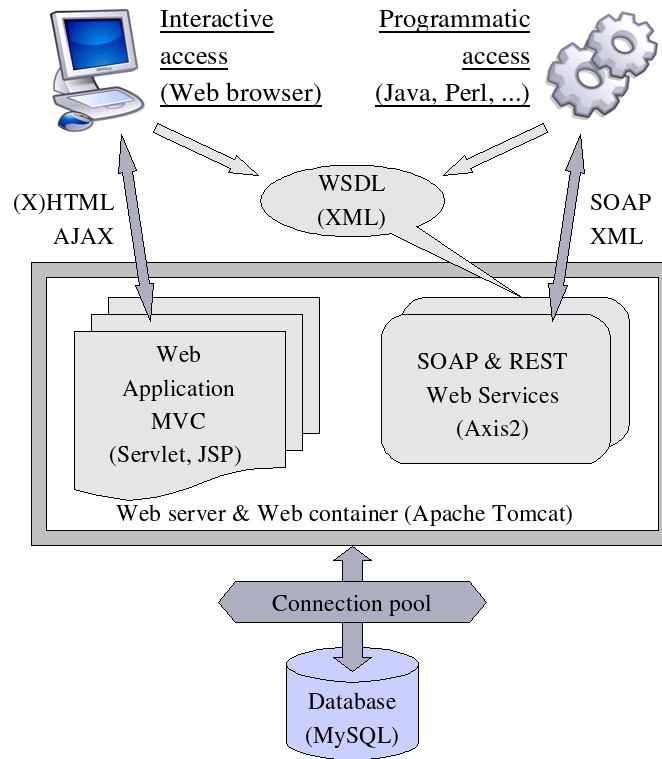 Interactive
access
(Web browser)
Programmatic
access
(Java, Perl, ...)
WSDL
(XML)
(X)HTML
AJAX
SOAP
XML
Web
Application
MVC
(Servlet, JSP)
SOAP & REST
Web Services
(Axis2)
Web server & Web container (Apache Tomcat)
Connection pool
Database
(MySQL)